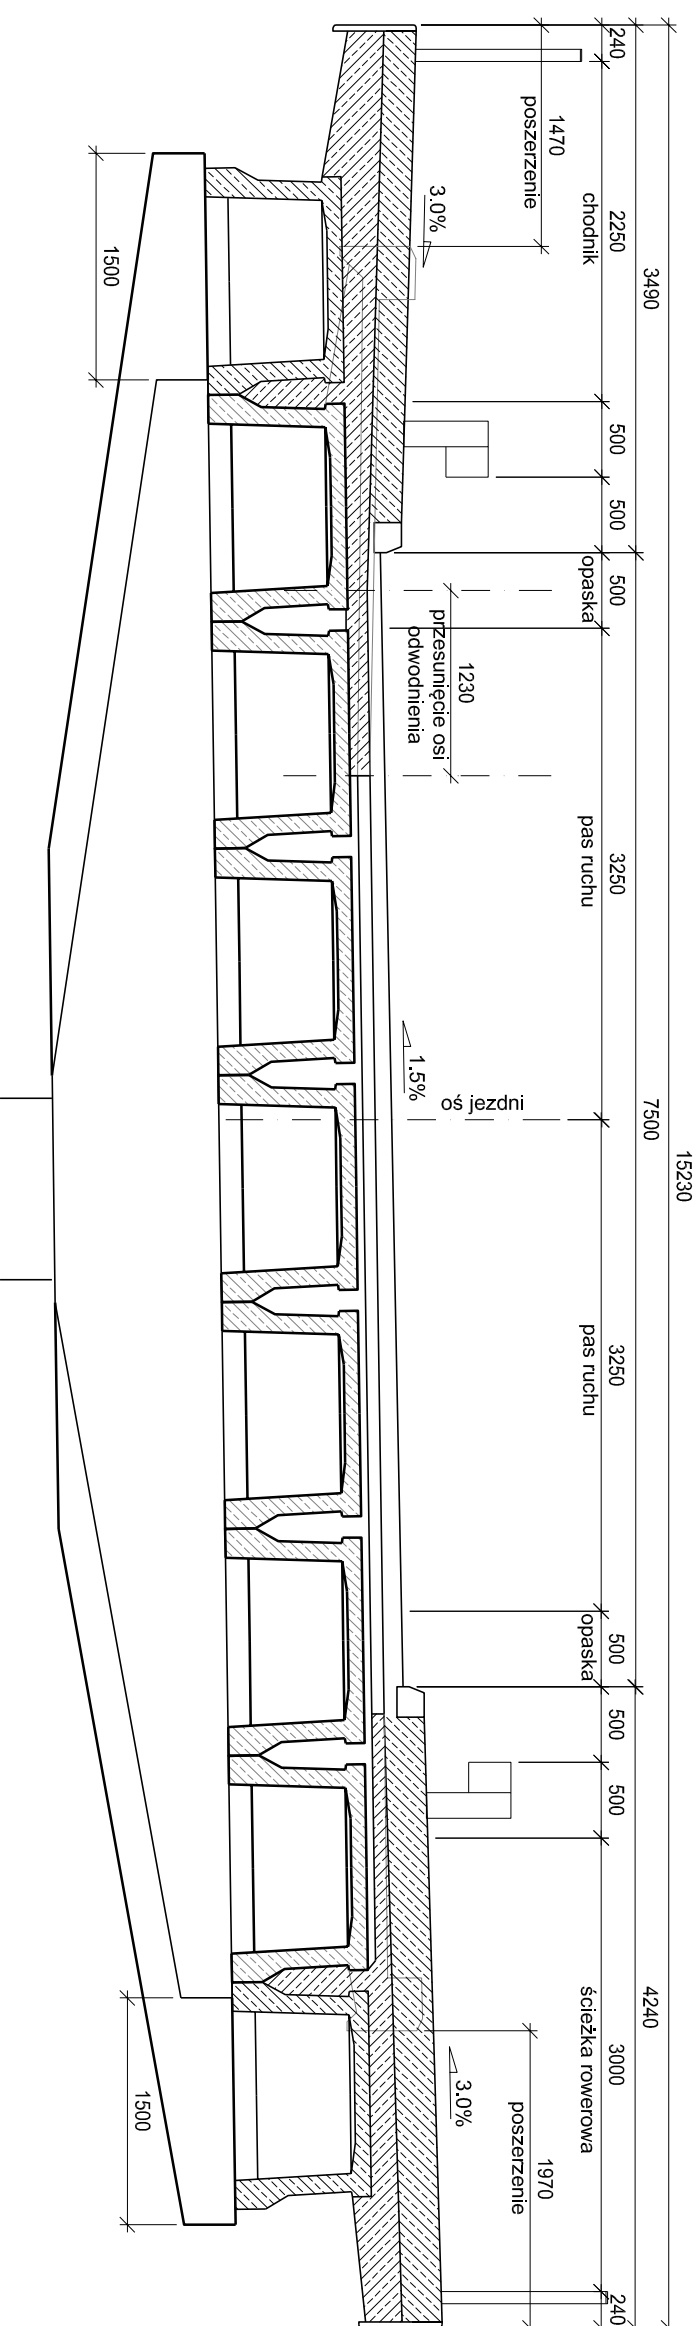 15230
3490
7500
4240
240
2250
chodnik
500
500
500
opaska
3250
pas ruchu
3250
pas ruchu
500
opaska
500
500
3000
ścieżka rowerowa
240
1470
poszerzenie
3.0%
1230
przesunięcie osi
odwodnienia
1.5%
oś jezdni
3.0%
1970
poszerzenie
1500
1500